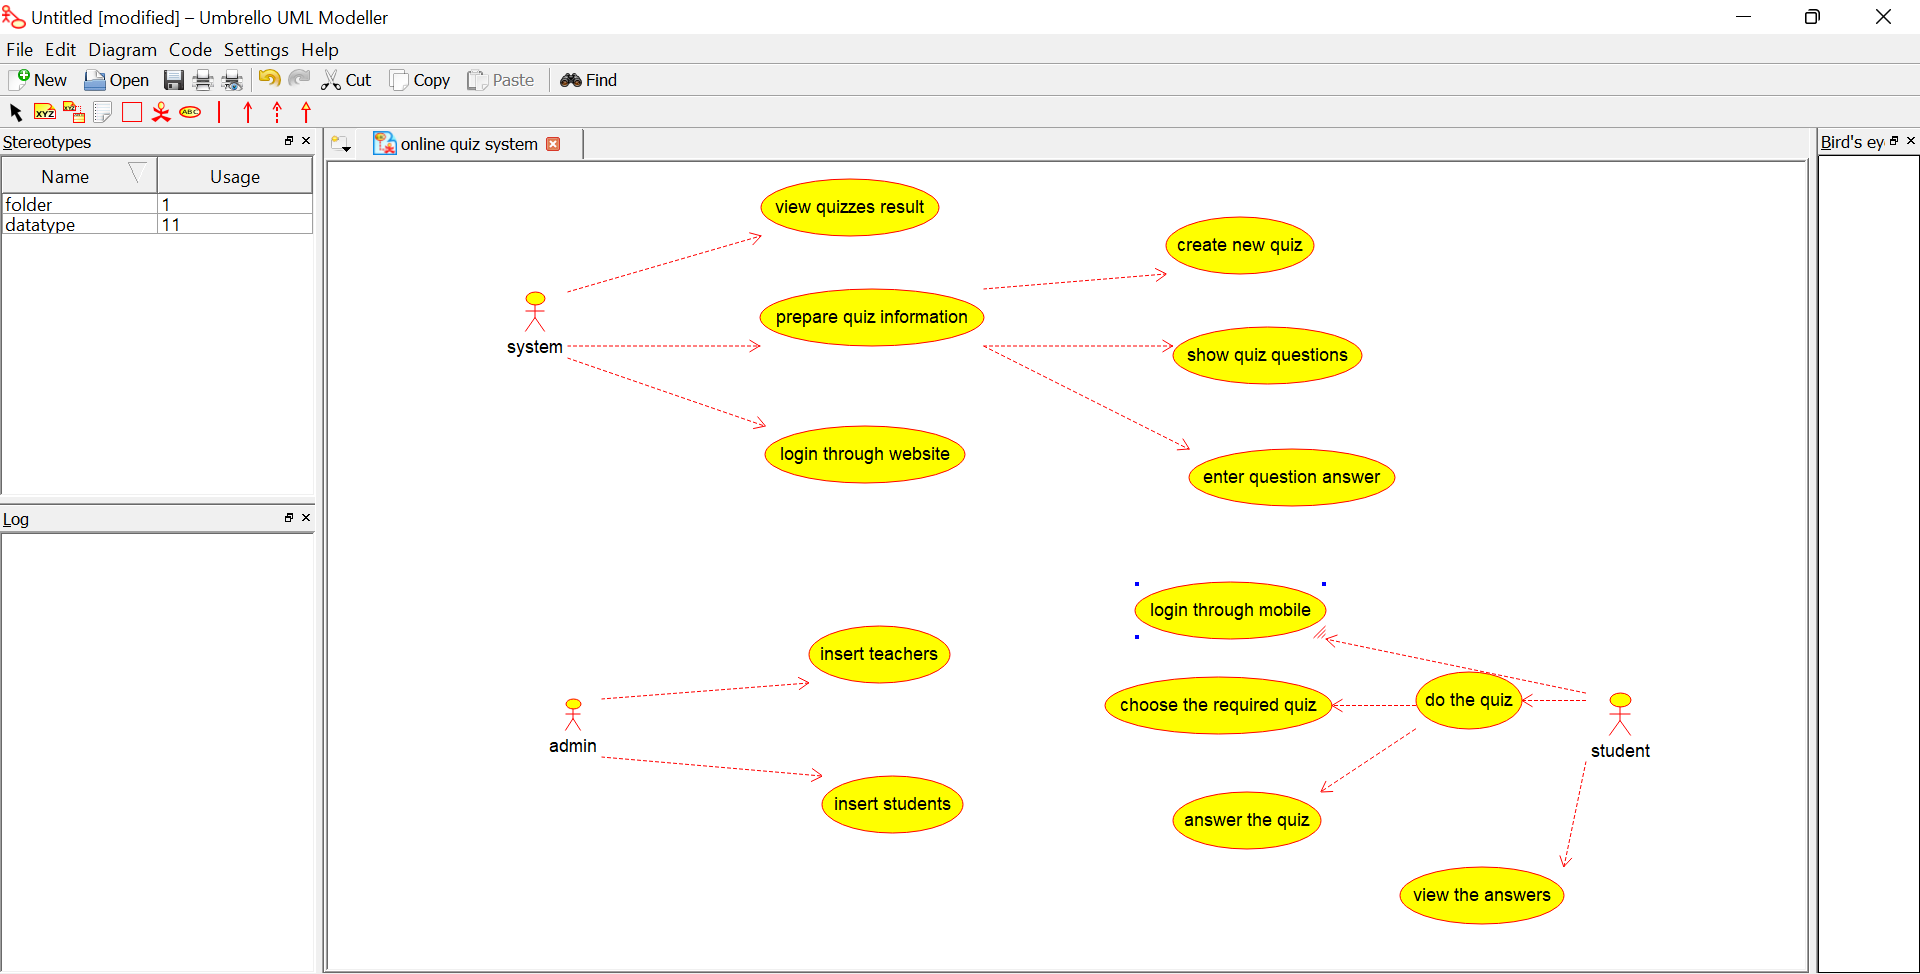 Untitled [modified] – Umbrello UML Modeller
File Edit Diagram Code Settings Help
New Open Cut Copy Paste Find
XYZ XYZ ABC
Stereotypes
Name Usage
folder 1
datatype 11
Log
online quiz system
Bird's ey
view quizzes result
create new quiz
prepare quiz information
system
show quiz questions
login through website
enter question answer
login through mobile
insert teachers
choose the required quiz
do the quiz
admin
student
insert students
answer the quiz
view the answers